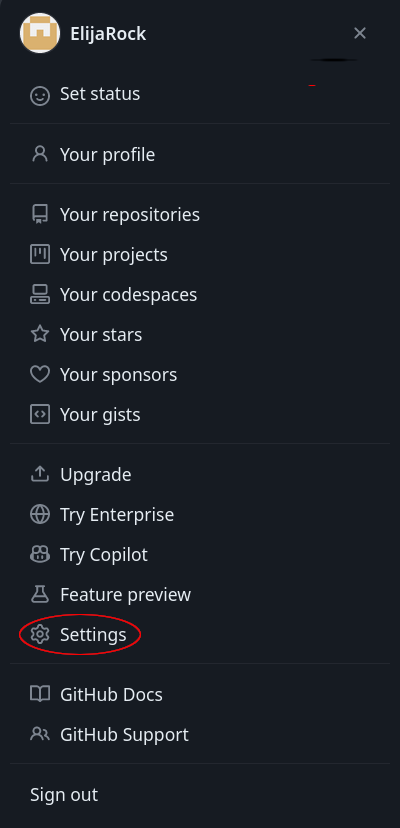 ElijaRock
Set status
Your profile
Your repositories
Your projects
Your codespaces
Your stars
Your sponsors
Your gists
Upgrade
Try Enterprise
Try Copilot
Feature preview
Settings
GitHub Docs
GitHub Support
Sign out